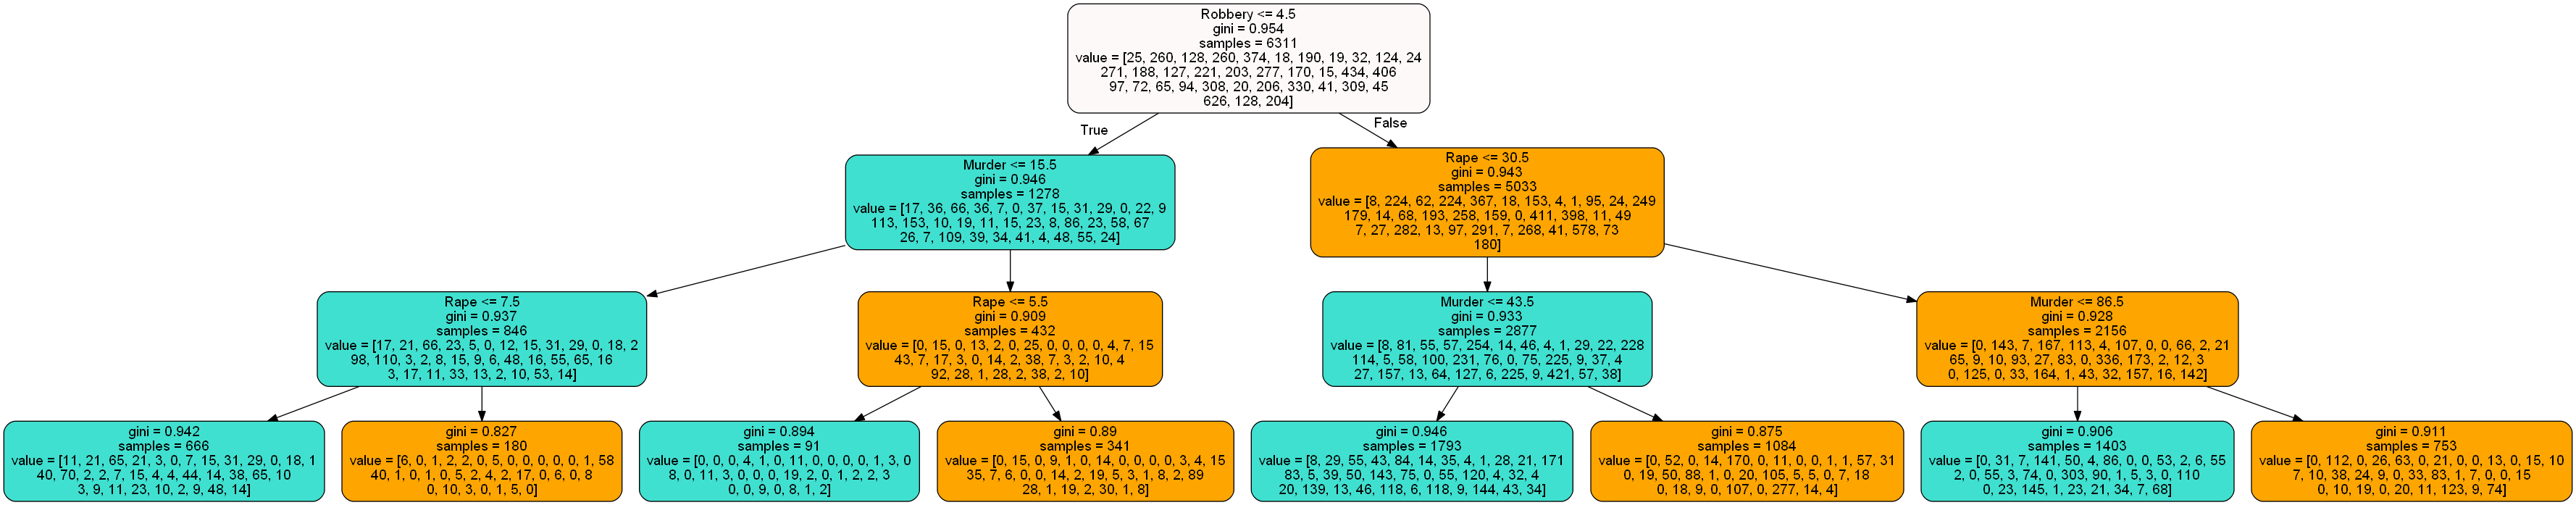 Robbery <= 4.5
gini = 0.954
samples = 6311
value = [25, 260, 128, 260, 374, 18, 190, 19, 32, 124, 24
271, 188, 127, 221, 203, 277, 170, 15, 434, 406
97, 72, 65, 94, 308, 20, 206, 330, 41, 309, 45
626, 128, 204]
True
False
Murder <= 15.5
gini = 0.946
samples = 1278
value = [17, 36, 66, 36, 7, 0, 37, 15, 31, 29, 0, 22, 9
113, 153, 10, 19, 11, 15, 23, 8, 86, 23, 58, 67
26, 7, 109, 39, 34, 41, 4, 48, 55, 24]
Rape <= 30.5
gini = 0.943
samples = 5033
value = [8, 224, 62, 224, 367, 18, 153, 4, 1, 95, 24, 249
179, 14, 68, 193, 258, 159, 0, 411, 398, 11, 49
7, 27, 282, 13, 97, 291, 7, 268, 41, 578, 73
180]
Rape <= 7.5
gini = 0.937
samples = 846
value = [17, 21, 66, 23, 5, 0, 12, 15, 31, 29, 0, 18, 2
98, 110, 3, 2, 8, 15, 9, 6, 48, 16, 55, 65, 16
3, 17, 11, 33, 13, 2, 10, 53, 14]
Rape <= 5.5
gini = 0.909
samples = 432
value = [0, 15, 0, 13, 2, 0, 25, 0, 0, 0, 0, 4, 7, 15
43, 7, 17, 3, 0, 14, 2, 38, 7, 3, 2, 10, 4
92, 28, 1, 28, 2, 38, 2, 10]
Murder <= 43.5
gini = 0.933
samples = 2877
value = [8, 81, 55, 57, 254, 14, 46, 4, 1, 29, 22, 228
114, 5, 58, 100, 231, 76, 0, 75, 225, 9, 37, 4
27, 157, 13, 64, 127, 6, 225, 9, 421, 57, 38]
Murder <= 86.5
gini = 0.928
samples = 2156
value = [0, 143, 7, 167, 113, 4, 107, 0, 0, 66, 2, 21
65, 9, 10, 93, 27, 83, 0, 336, 173, 2, 12, 3
0, 125, 0, 33, 164, 1, 43, 32, 157, 16, 142]
gini = 0.942
samples = 666
value = [11, 21, 65, 21, 3, 0, 7, 15, 31, 29, 0, 18, 1
40, 70, 2, 2, 7, 15, 4, 4, 44, 14, 38, 65, 10
3, 9, 11, 23, 10, 2, 9, 48, 14]
gini = 0.827
samples = 180
value = [6, 0, 1, 2, 2, 0, 5, 0, 0, 0, 0, 0, 1, 58
40, 1, 0, 1, 0, 5, 2, 4, 2, 17, 0, 6, 0, 8
0, 10, 3, 0, 1, 5, 0]
gini = 0.894
samples = 91
value = [0, 0, 0, 4, 1, 0, 11, 0, 0, 0, 0, 1, 3, 0
8, 0, 11, 3, 0, 0, 0, 19, 2, 0, 1, 2, 2, 3
0, 0, 9, 0, 8, 1, 2]
gini = 0.89
samples = 341
value = [0, 15, 0, 9, 1, 0, 14, 0, 0, 0, 0, 3, 4, 15
35, 7, 6, 0, 0, 14, 2, 19, 5, 3, 1, 8, 2, 89
28, 1, 19, 2, 30, 1, 8]
gini = 0.946
samples = 1793
value = [8, 29, 55, 43, 84, 14, 35, 4, 1, 28, 21, 171
83, 5, 39, 50, 143, 75, 0, 55, 120, 4, 32, 4
20, 139, 13, 46, 118, 6, 118, 9, 144, 43, 34]
gini = 0.875
samples = 1084
value = [0, 52, 0, 14, 170, 0, 11, 0, 0, 1, 1, 57, 31
0, 19, 50, 88, 1, 0, 20, 105, 5, 5, 0, 7, 18
0, 18, 9, 0, 107, 0, 277, 14, 4]
gini = 0.906
samples = 1403
value = [0, 31, 7, 141, 50, 4, 86, 0, 0, 53, 2, 6, 55
2, 0, 55, 3, 74, 0, 303, 90, 1, 5, 3, 0, 110
0, 23, 145, 1, 23, 21, 34, 7, 68]
gini = 0.911
samples = 753
value = [0, 112, 0, 26, 63, 0, 21, 0, 0, 13, 0, 15, 10
7, 10, 38, 24, 9, 0, 33, 83, 1, 7, 0, 0, 15
0, 10, 19, 0, 20, 11, 123, 9, 74]